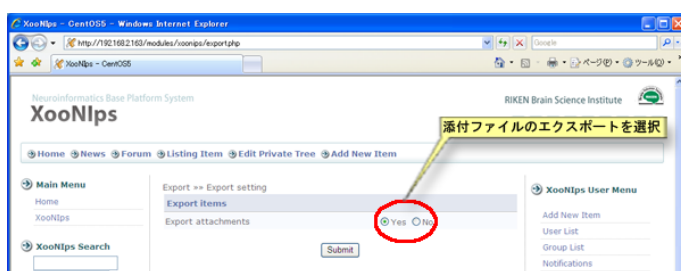 XooNIps - CentOS5 - Windows Internet Explorer
http://192.168.2.163/modules/xoonips/export.php
Google
XooNIps - CentOS5
ページ(P)
ツール(O)
Neuroinformatics Base Platform System
XooNIps
RIKEN Brain Science Institute
添付ファイルのエクスポートを選択
Home News Forum Listing Item Edit Private Tree Add New Item
Main Menu
Home
XooNIps
XooNIps Search
Export »» Export setting
Export items
Export attachments
Yes No
Submit
XooNIps User Menu
Add New Item
User List
Group List
Notifications